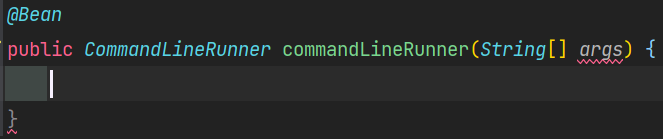 @Bean
public CommandLineRunner commandLineRunner(String[] args) {
}